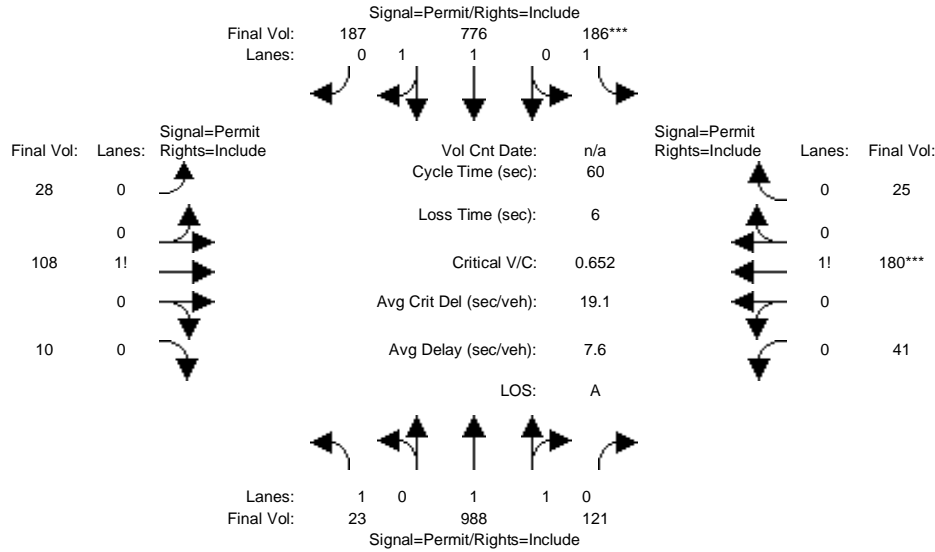 Signal=Permit/Rights=Include
Final Vol: 187 776 186***
Lanes: 0 1 1 0 1
Signal=Permit
Final Vol: Lanes: Rights=Include
Vol Cnt Date: n/a
Signal=Permit
Rights=Include Lanes: Final Vol:
Cycle Time (sec): 60
28 0
0 25
Loss Time (sec): 6
0
0
108 1!
Critical V/C: 0.652
1! 180***
0
Avg Crit Del (sec/veh): 19.1
0
10 0
Avg Delay (sec/veh): 7.6
0 41
LOS: A
Lanes: 1 0 1 1 0
Final Vol: 23 988 121
Signal=Permit/Rights=Include